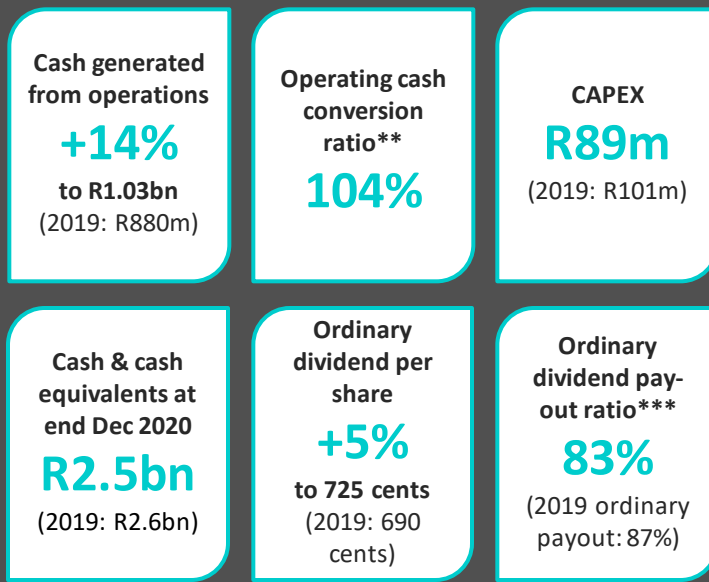 Cash generated
from operations
+14%
to R1.03bn
(2019: R880m)
Operating cash
conversion
ratio**
104%
CAPEX
R89m
(2019: R101m)
Cash & cash
equivalents at
end Dec 2020
R2.5bn
(2019: R2.6bn)
Ordinary
dividend per
share
+5%
to 725 cents
(2019: 690
cents)
Ordinary
dividend pay-
out ratio***
83%
(2019 ordinary
payout: 87%)